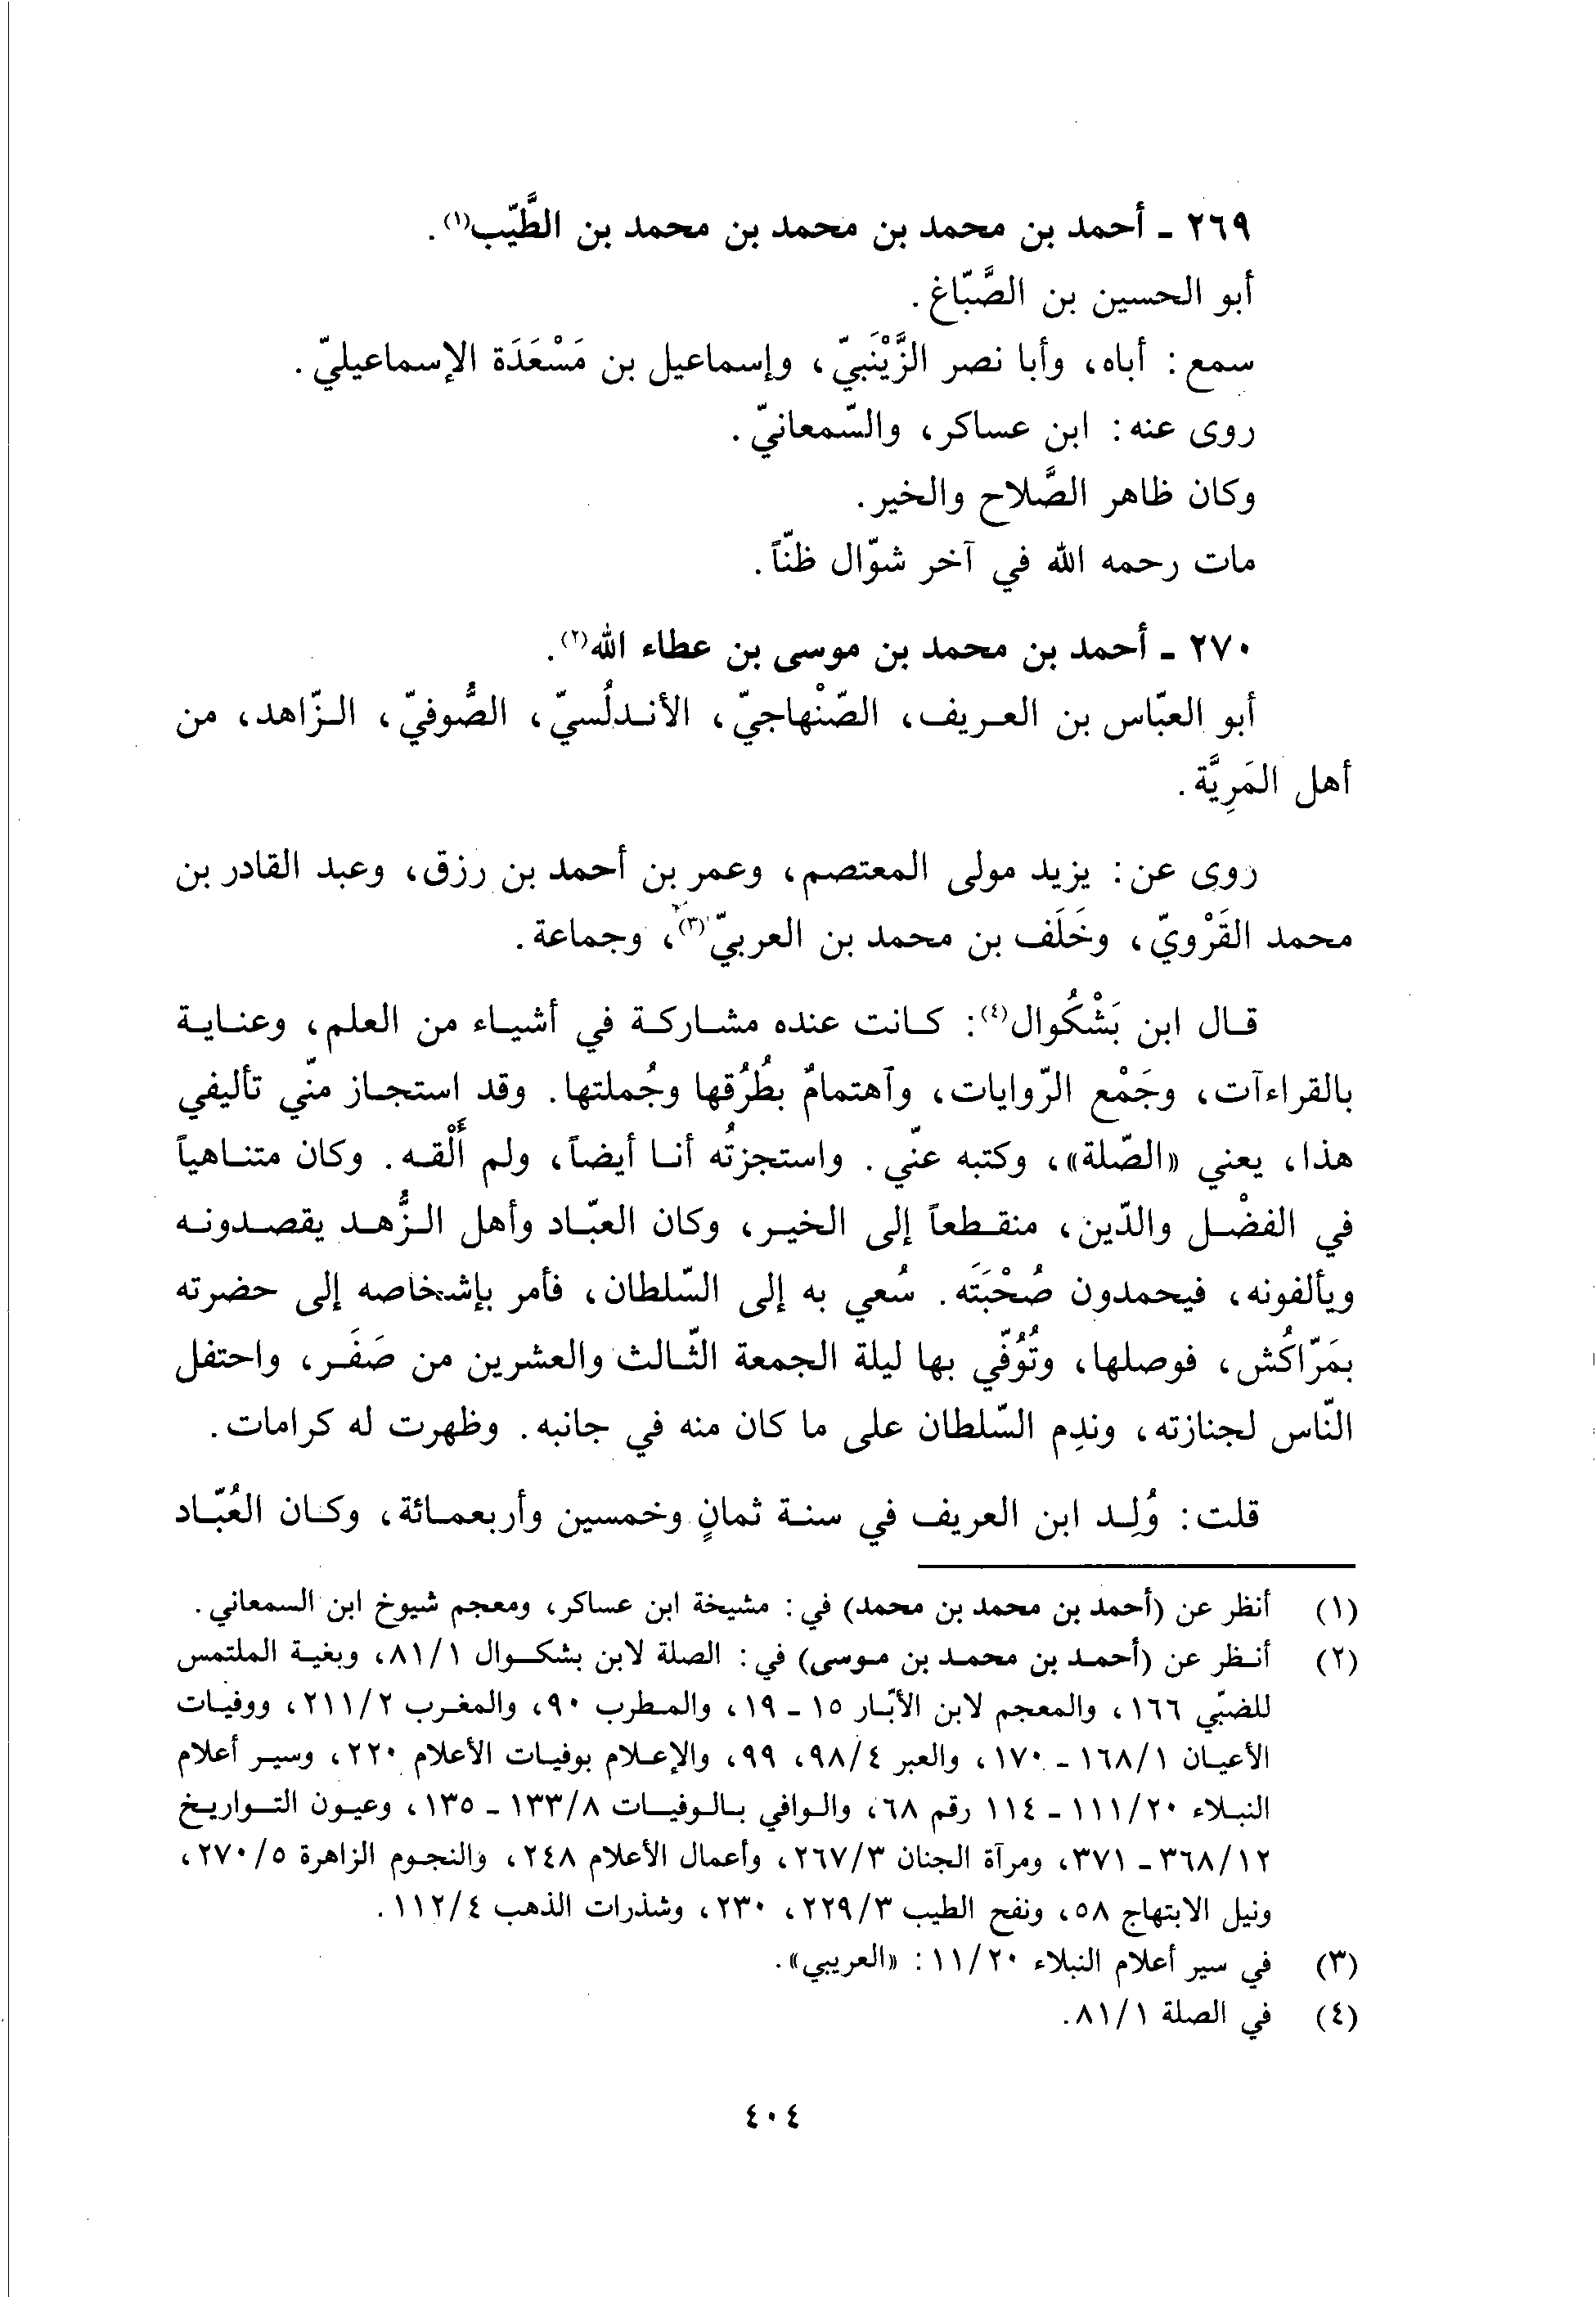 ٢٦٩ - أحمد بن محمد بن محمد بن محمد بن الطَّيّب(١).
أبو الحسين بن الصَّبّاغ.
سمع: أباه، وأبا نصر الزَّيْنَبيّ، وإسماعيل بن مَسْعَدَة الإسماعيليّ.
روى عنه: ابن عساكر، والسّمعانيّ.
وكان ظاهر الصَّلاح والخير.
مات رحمه الله في آخر شوّال ظنّاً.
٢٧٠ - أحمد بن محمد بن موسى بن عطاء الله(٢).
أبو العبّاس بن العريف، الصّنْهاجيّ، الأندلُسيّ، الصُّوفيّ، الزّاهد، من
أهل المَرِيَّة.
روى عن: يزيد مولى المعتصم، وعمر بن أحمد بن رزق، وعبد القادر بن
محمد القَرْويّ، وخَلَف بن محمد بن العربيّ(٣)، وجماعة.
قال ابن بَشْكُوال(٤): كانت عنده مشاركة في أشياء من العلم، وعناية
بالقراءآت، وجَمْع الرّوايات، وآهتمامٌ بطُرُقها وجُملتها. وقد استجاز منّي تأليفي
هذا، يعني «الصّلة»، وكتبه عنّي. واستجزتُه أنا أيضاً، ولم أَلْقه. وكان متناهياً
في الفضْل والدّين، منقطعاً إلى الخير، وكان العبّاد وأهل الزُّهد يقصدونه
ويألفونه، فيحمدون صُحْبَتَه. سُعي به إلى السّلطان، فأمر بإشخاصه إلى حضرته
بمَرّاكُش، فوصلها، وتُوُفّي بها ليلة الجمعة الثّالث والعشرين من صَفَر، واحتفل
النّاس لجنازته، وندِم السّلطان على ما كان منه في جانبه. وظهرت له كرامات.
قلت: وُلِد ابن العريف في سنة ثمانٍ وخمسين وأربعمائة، وكان العُبّاد
(١) أنظر عن (أحمد بن محمد بن محمد) في: مشيخة ابن عساكر، ومعجم شيوخ ابن السمعاني.
(٢) أنظر عن (أحمد بن محمد بن موسى) في: الصلة لابن بشكوال ٨١/١، وبغية الملتمس
للضبّي ١٦٦، والمعجم لابن الأبّار ١٥ - ١٩، والمطرب ٩٠، والمغرب ٢١١/٢، ووفيات
الأعيان ١٦٨/١ - ١٧٠، والعبر ٩٨/٤، ٩٩، والإعلام بوفيات الأعلام ٢٢٠، وسير أعلام
النبلاء ١١١/٢٠ - ١١٤ رقم ٦٨، والوافي بالوفيات ١٣٣/٨ - ١٣٥، وعيون التواريخ
٣٦٨/١٢ - ٣٧١، ومرآة الجنان ٢٦٧/٣، وأعمال الأعلام ٢٤٨، والنجوم الزاهرة ٢٧٠/٥،
ونيل الابتهاج ٥٨، ونفح الطيب ٢٢٩/٣، ٢٣٠، وشذرات الذهب ١١٢/٤.
(٣) في سير أعلام النبلاء ١١/٢٠: «العريبي».
(٤) في الصلة ٨١/١.
٤٠٤